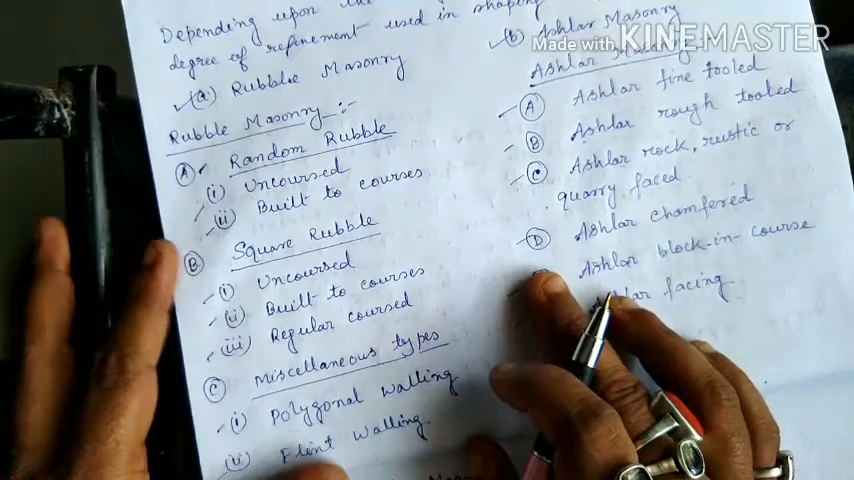 Depending upon the
degree of refinement used in shaping
(a) Rubble Masonry
Rubble Masonry :-
(A) Random Rubble
(i) Uncoursed
(ii) Built to courses
(B) Square Rubble
(i) Uncoursed
(ii) Built to courses
(iii) Regular coursed
(C) Miscellaneous types
(i) Polygonal walling
(ii) Flint walling
(b) Ashlar Masonry
Made with KINEMASTER
Ashlar Masonry
(A) Ashlar fine tooled
(B) Ashlar rough tooled
(C) Ashlar rock, rustic or
quarry faced
(D) Ashlar chamfered
Ashlar block-in-course
facing